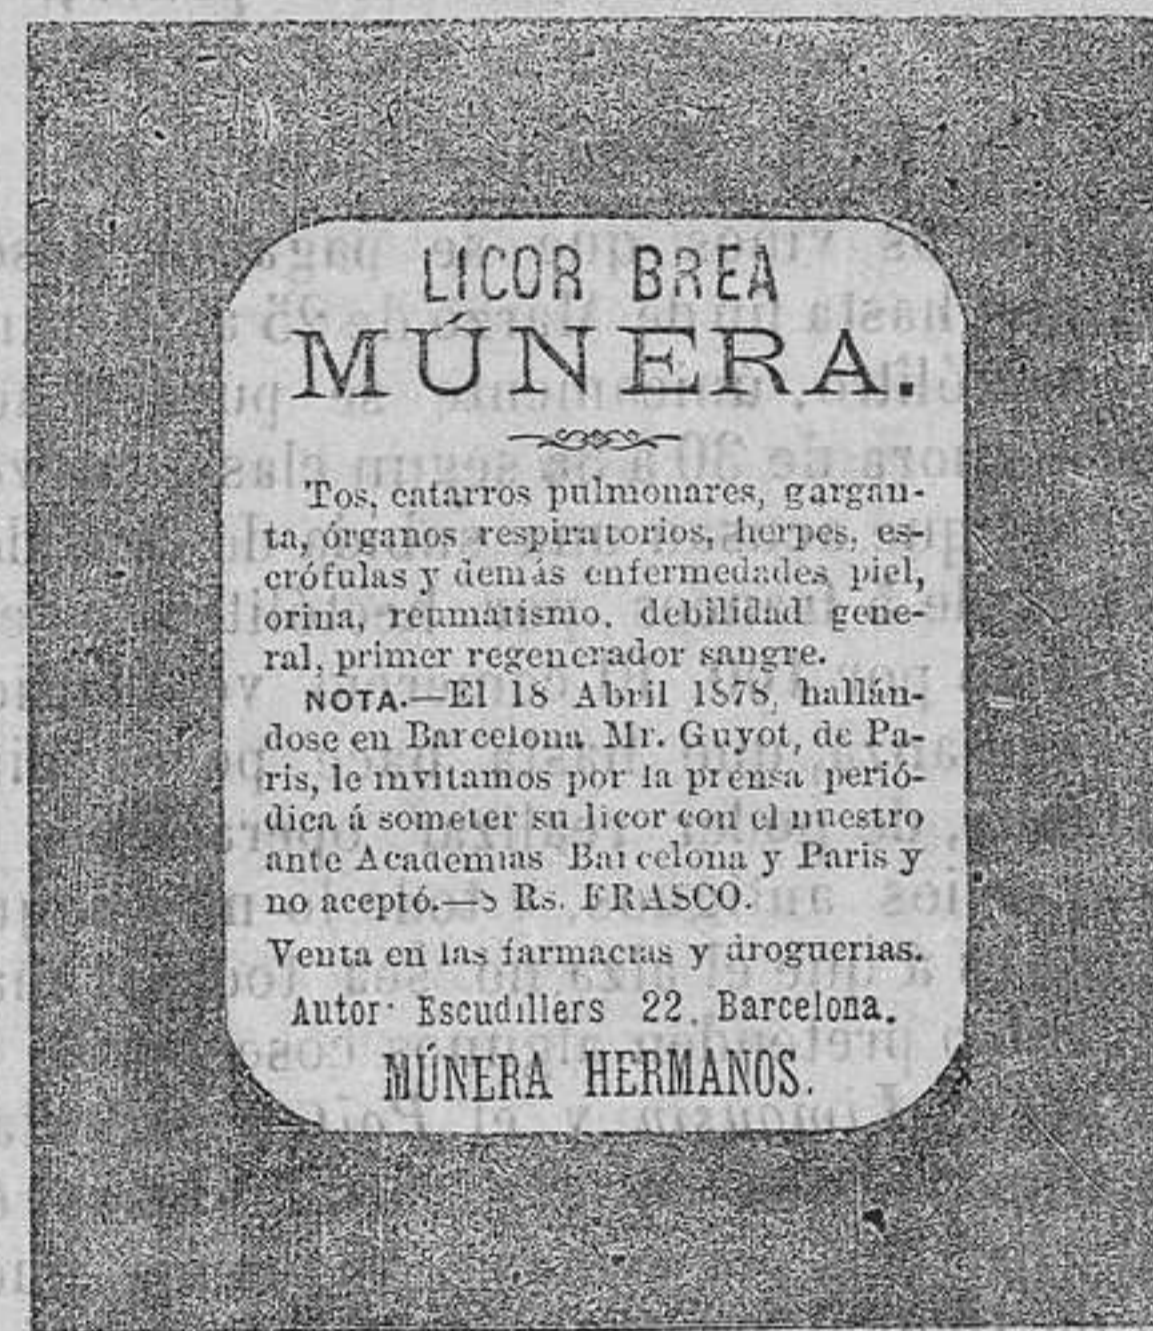 LICOR BREA
MÚNERA.
Tos, catarros pulmonares, gargan-
ta, órganos respiratorios, herpes, es-
crófulas y demás enfermedades piel,
orina, reumatismo, debilidad gene-
ral, primer regenerador sangre.
NOTA.—El 18 Abril 1878, hallán-
dose en Barcelona Mr. Guyot, de Pa-
ris, le invitamos por la prensa perió-
dica á someter su licor con el nuestro
ante Academias Barcelona y Paris y
no aceptó.—8 Rs. FRASCO.
Venta en las farmacias y droguerias.
Autor: Escudillers 22, Barcelona.
MÚNERA HERMANOS.